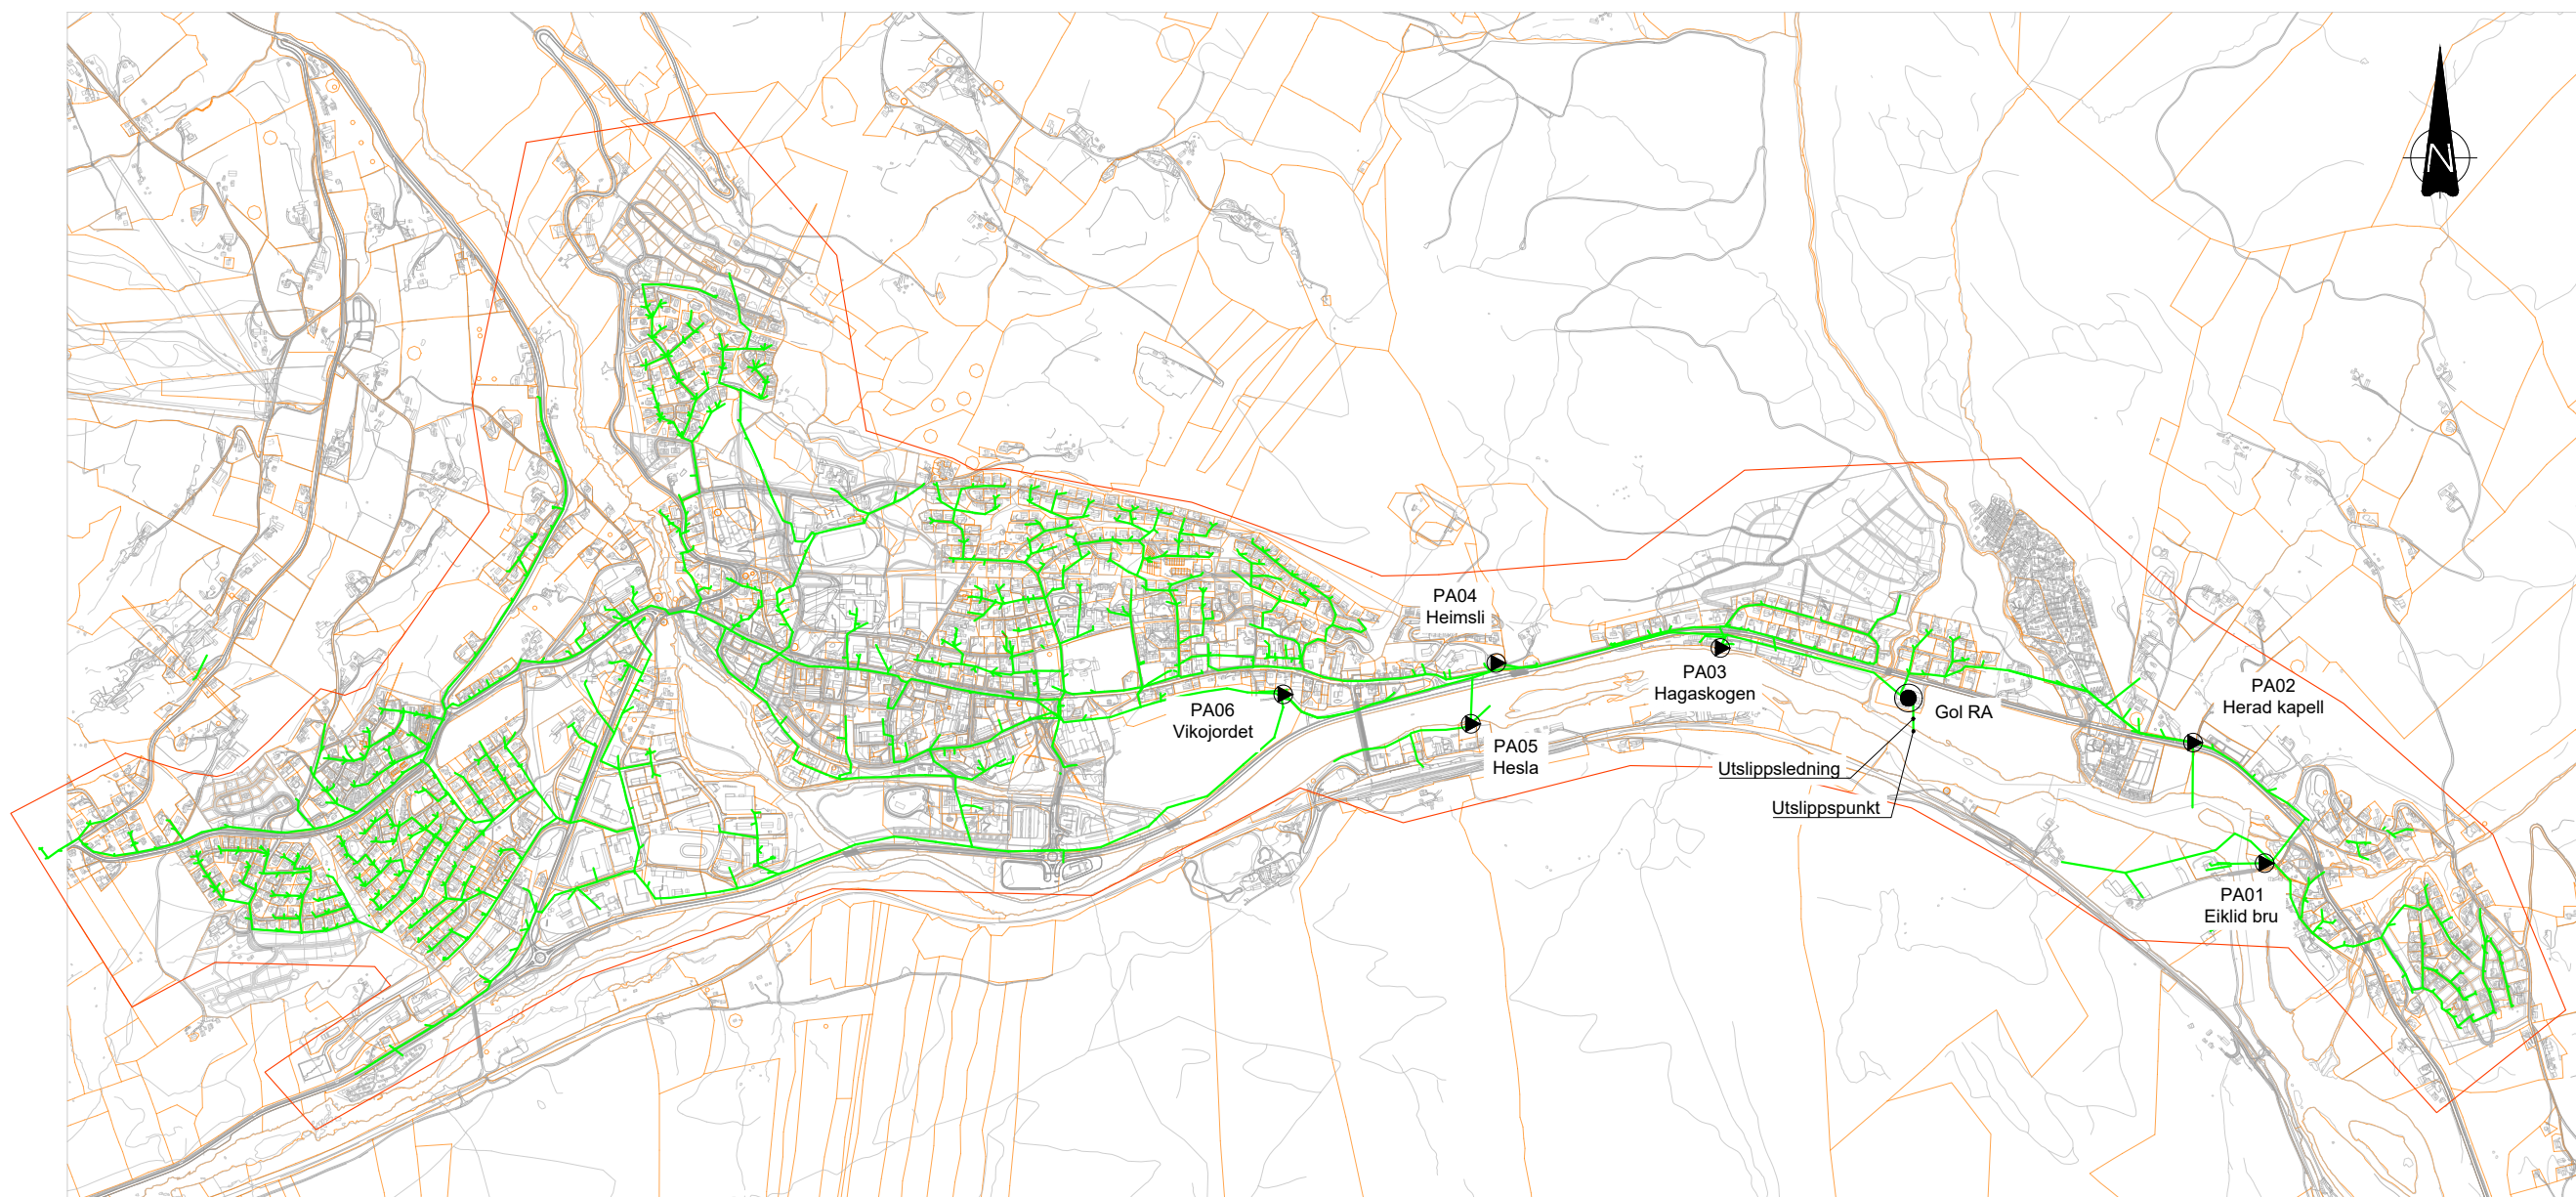 N
PA04
Heimsli
PA03
Hagaskogen
PA02
Herad kapell
PA06
Vikojordet
Gol RA
PA05
Hesla
Utslippsledning
Utslippspunkt
PA01
Eiklid bru